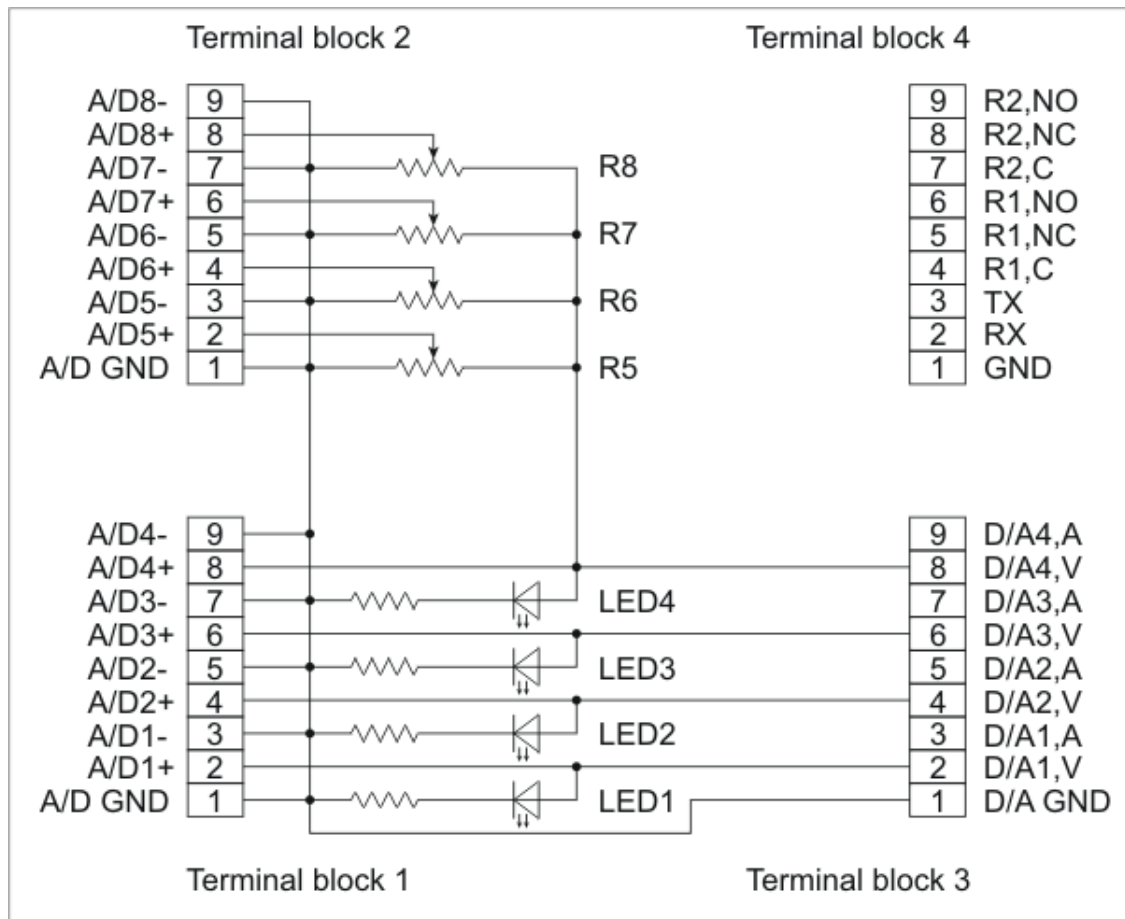 Terminal block 2
Terminal block 4
A/D8- 9
A/D8+ 8
A/D7- 7 R8
A/D7+ 6
A/D6- 5 R7
A/D6+ 4
A/D5- 3 R6
A/D5+ 2
A/D GND 1 R5
9 R2,NO
8 R2,NC
7 R2,C
6 R1,NO
5 R1,NC
4 R1,C
3 TX
2 RX
1 GND
A/D4- 9
A/D4+ 8
A/D3- 7 LED4
A/D3+ 6
A/D2- 5 LED3
A/D2+ 4
A/D1- 3 LED2
A/D1+ 2
A/D GND 1 LED1
9 D/A4,A
8 D/A4,V
7 D/A3,A
6 D/A3,V
5 D/A2,A
4 D/A2,V
3 D/A1,A
2 D/A1,V
1 D/A GND
Terminal block 1
Terminal block 3